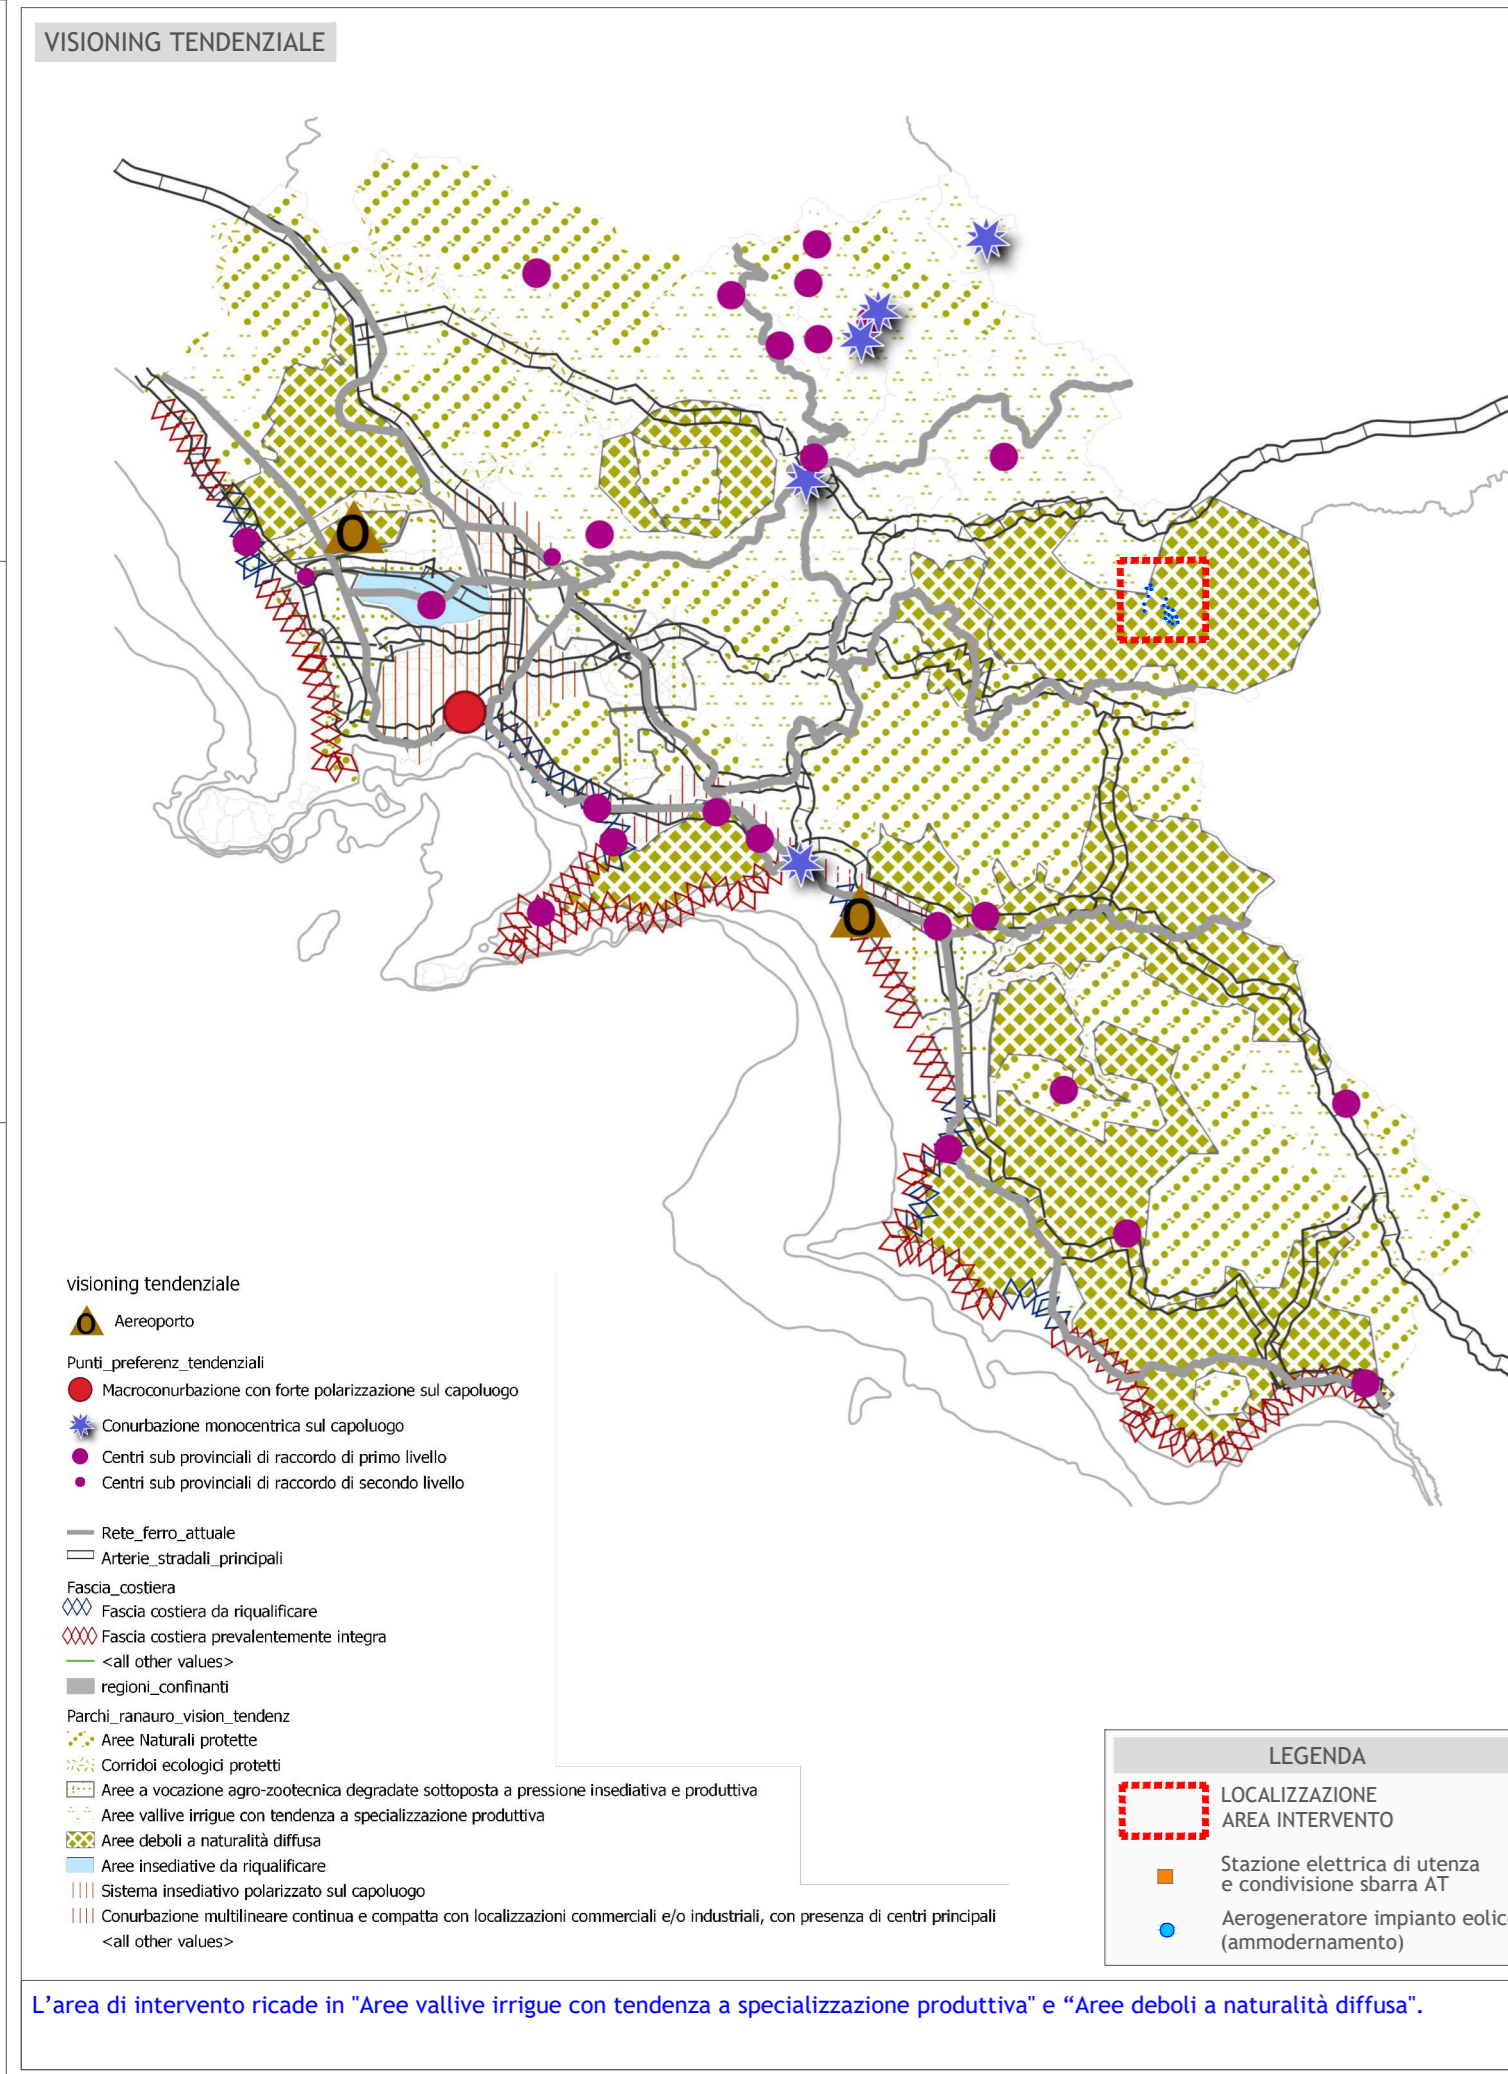 VISIONING TENDENZIALE
O
O
visioning tendenziale
O Aereoporto
Punti_preferenz_tendenziali
Macroconurbazione con forte polarizzazione sul capoluogo
Conurbazione monocentrica sul capoluogo
Centri sub provinciali di raccordo di primo livello
Centri sub provinciali di raccordo di secondo livello
Rete_ferro_attuale
Arterie_stradali_principali
Fascia_costiera
Fascia costiera da riqualificare
Fascia costiera prevalentemente integra
<all other values>
regioni_confinanti
Parchi_ranauro_vision_tendenz
Aree Naturali protette
Corridoi ecologici protetti
Aree a vocazione agro-zootecnica degradate sottoposta a pressione insediativa e produttiva
Aree vallive irrigue con tendenza a specializzazione produttiva
Aree deboli a naturalità diffusa
Aree insediative da riqualificare
Sistema insediativo polarizzato sul capoluogo
Conurbazione multilineare continua e compatta con localizzazioni commerciali e/o industriali, con presenza di centri principali
<all other values>
LEGENDA
LOCALIZZAZIONE
AREA INTERVENTO
Stazione elettrica di utenza
e condivisione sbarra AT
Aerogeneratore impianto eolic
(ammodernamento)
L’area di intervento ricade in "Aree vallive irrigue con tendenza a specializzazione produttiva" e “Aree deboli a naturalità diffusa".